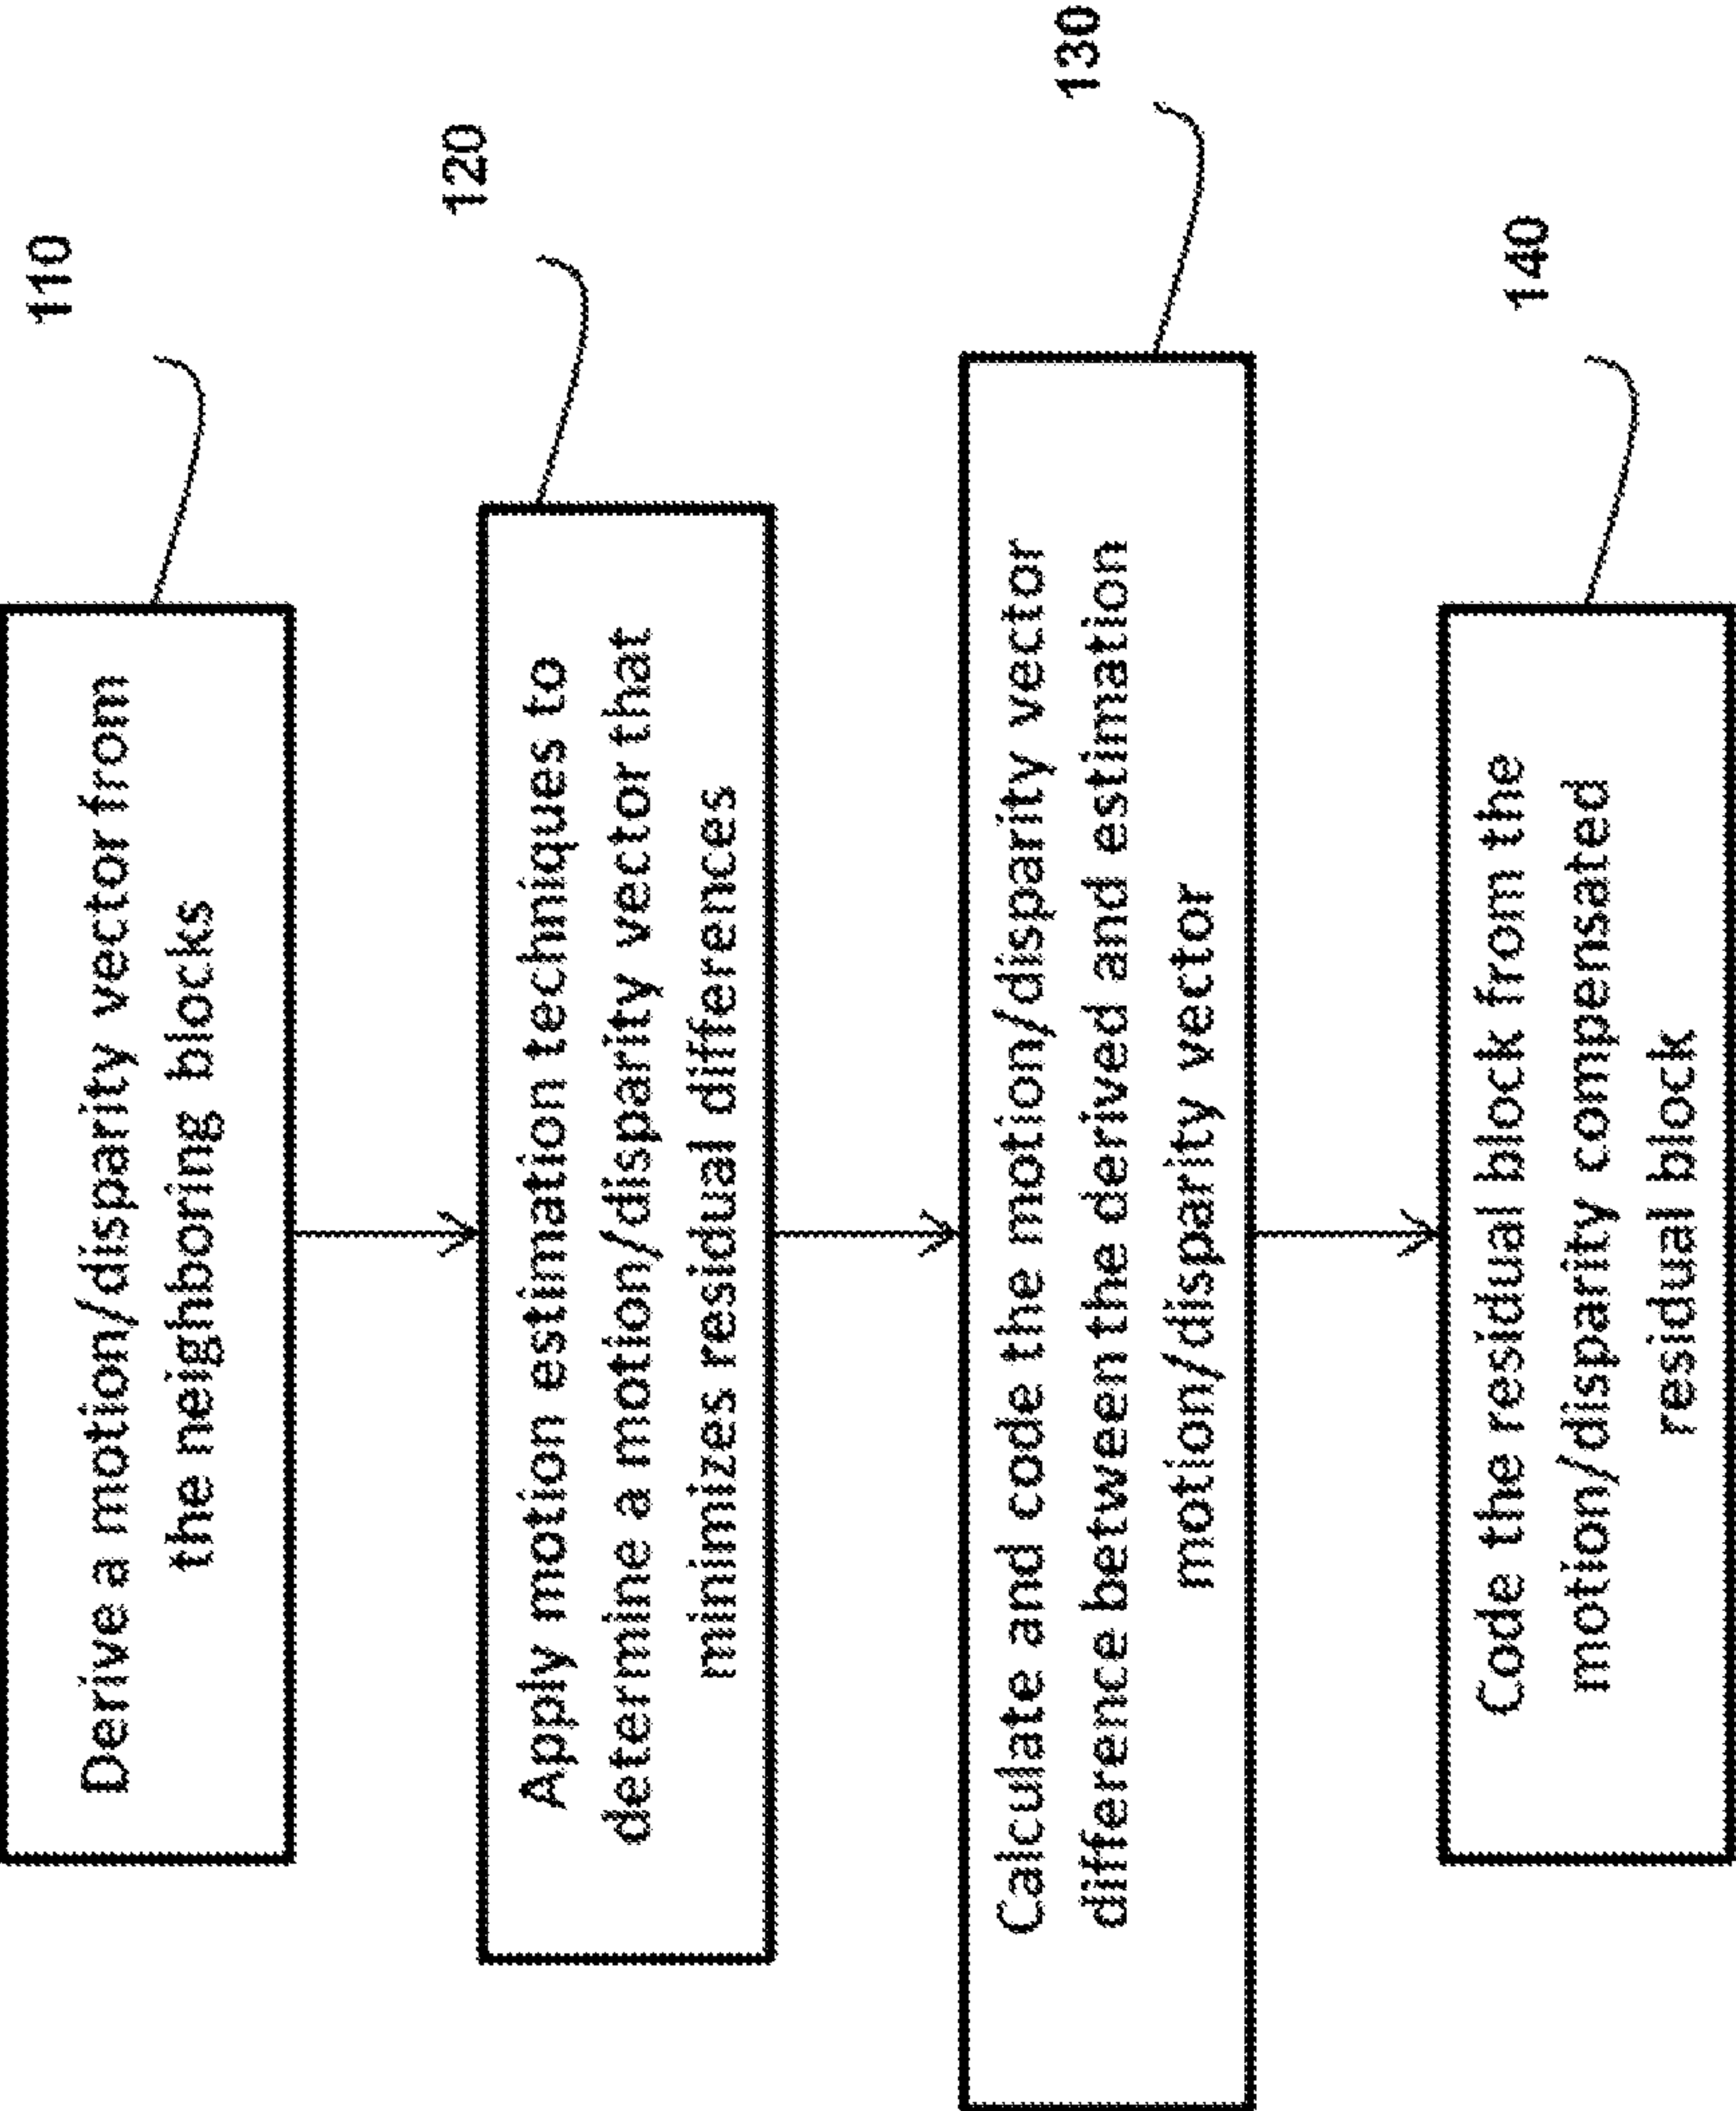 110
Derive a motion/disparity vector from
the neighboring blocks
120
Apply motion estimation techniques to
determine a motion/disparity vector that
minimizes residual differences
130
Calculate and code the motion/disparity vector
difference between the derived and estimation
motion/disparity vector
140
Code the residual block from the
motion/disparity compensated
residual block